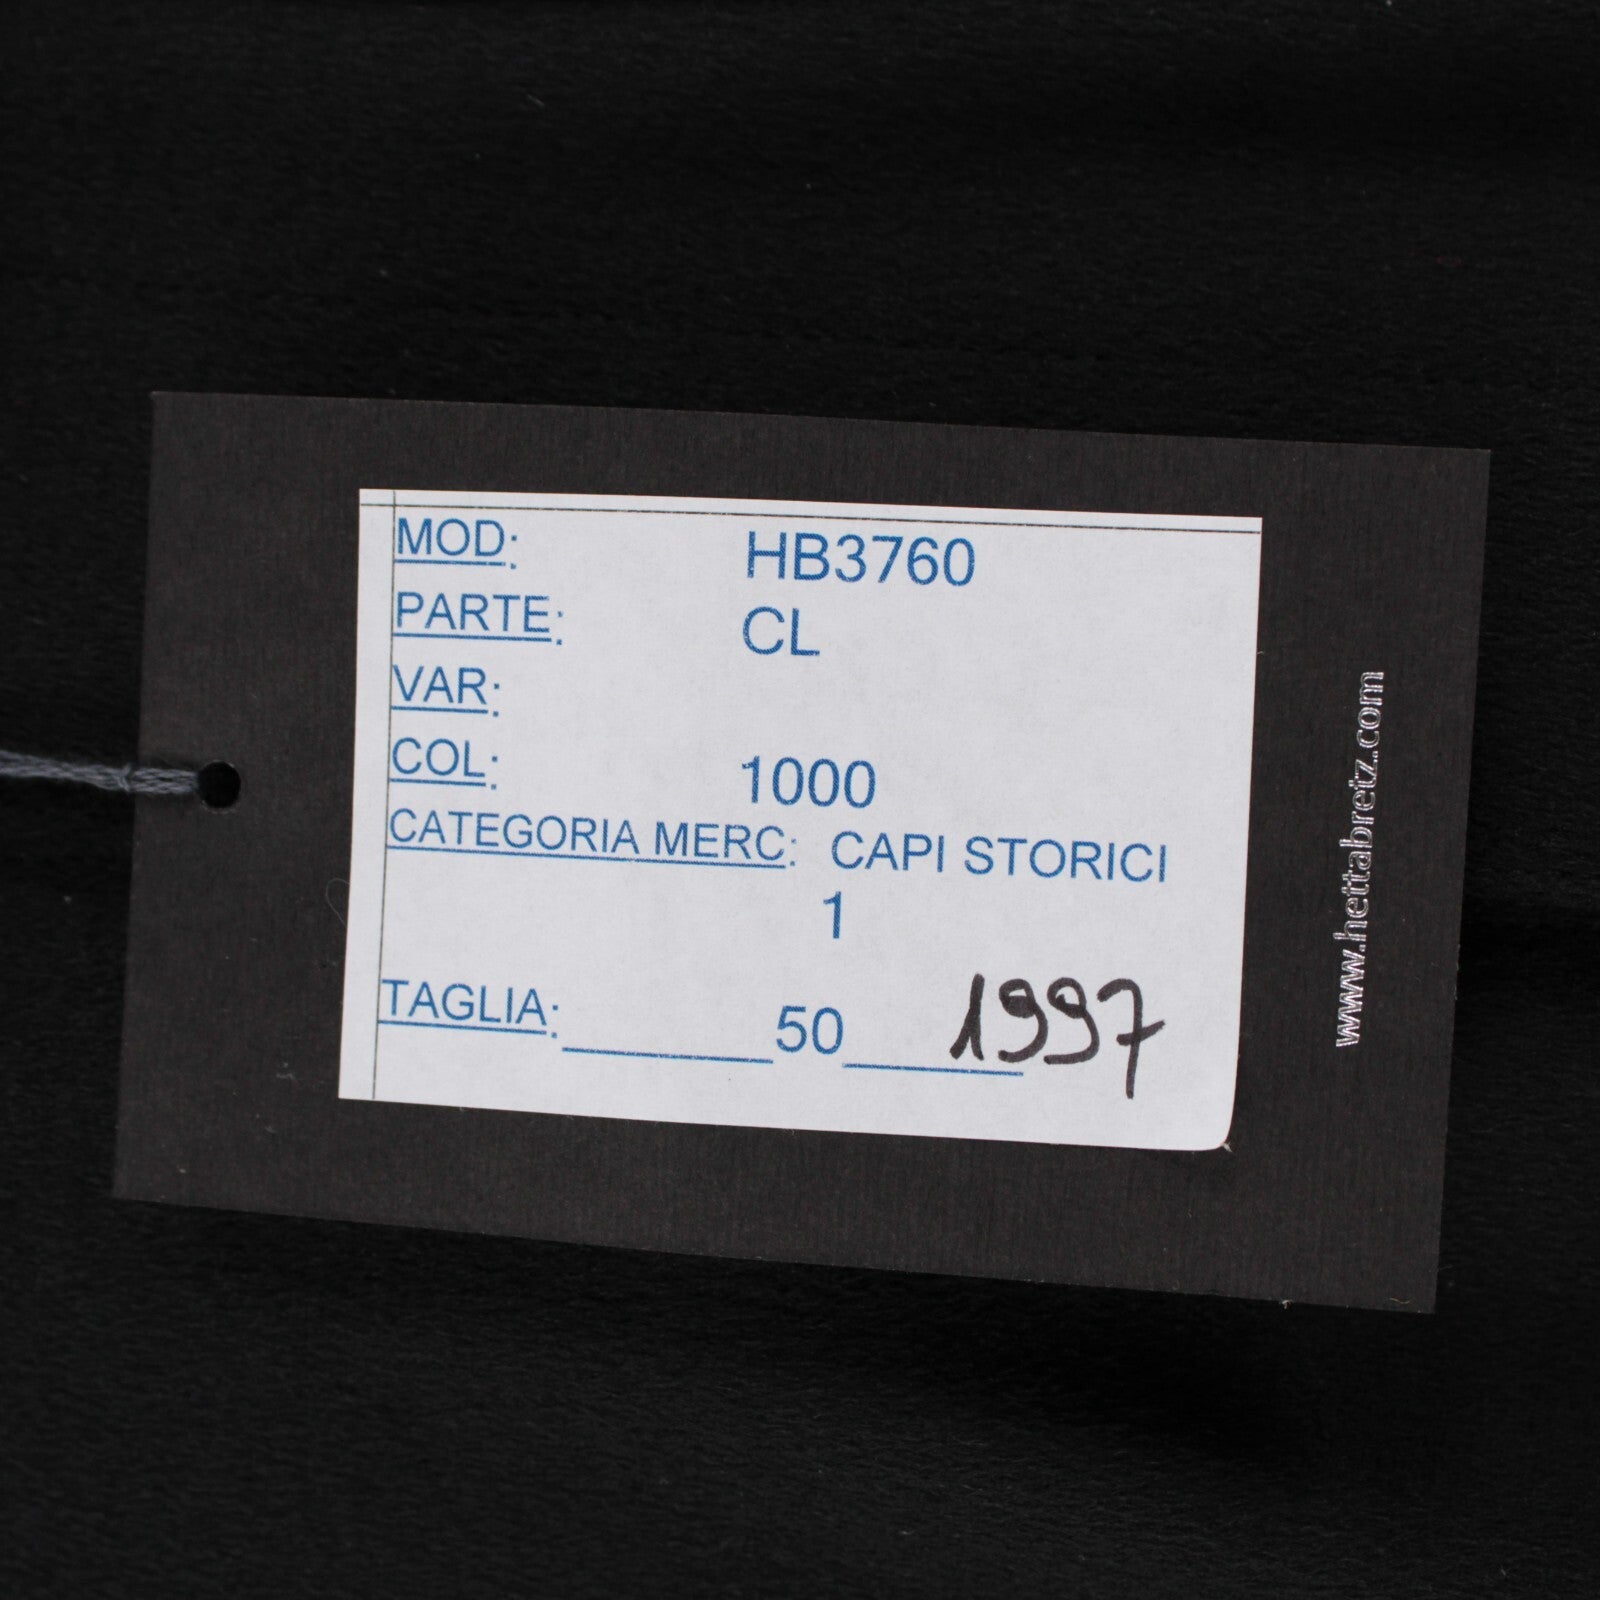 MOD: HB3760
PARTE: CL
VAR:
COL: 1000
CATEGORIA MERC: CAPI STORICI
1
TAGLIA: 50 1997
www.hettabretz.com